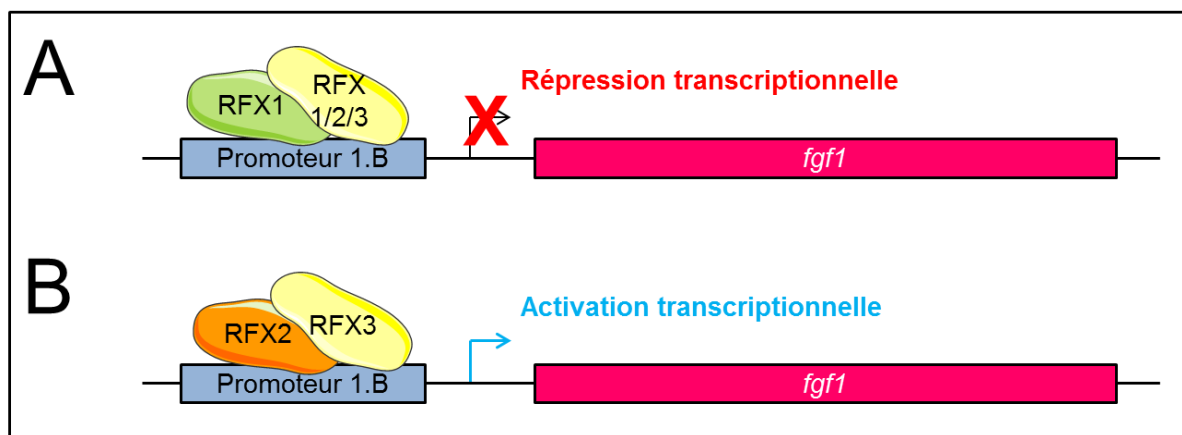 A
RFX1
RFX
1/2/3
Répression transcriptionnelle
X
Promoteur 1.B
fgf1
B
RFX2
RFX3
Activation transcriptionnelle
Promoteur 1.B
fgf1